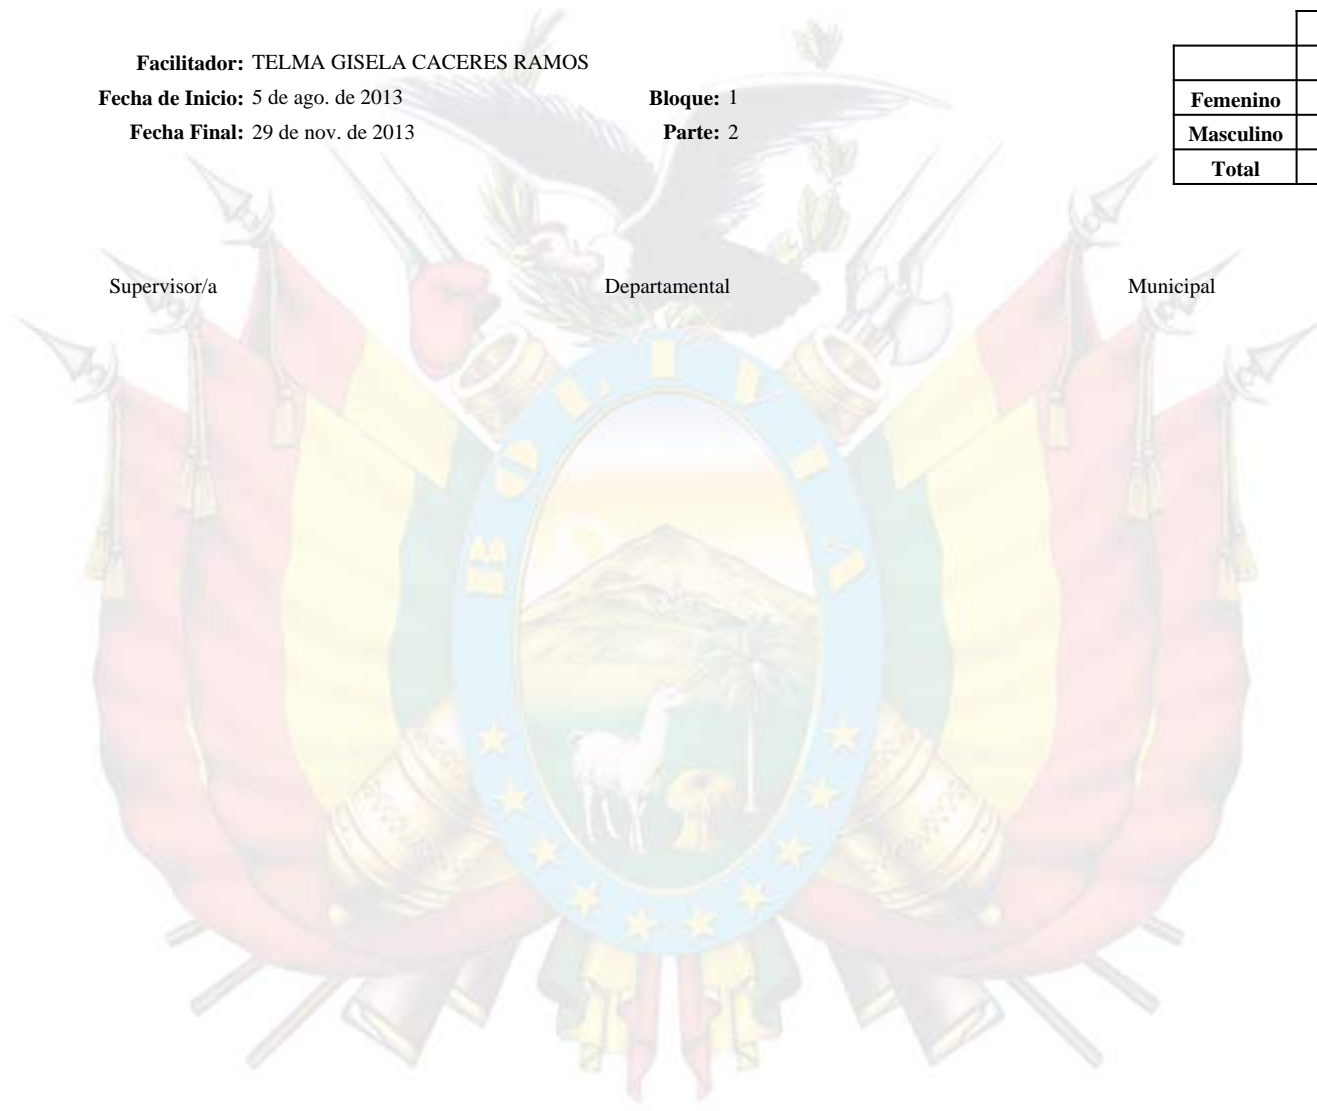 Facilitador: TELMA GISELA CACERES RAMOS
Fecha de Inicio: 5 de ago. de 2013 Bloque: 1
Fecha Final: 29 de nov. de 2013 Parte: 2
Femenino
Masculino
Total
Supervisor/a Departamental Municipal
BOLIVIA